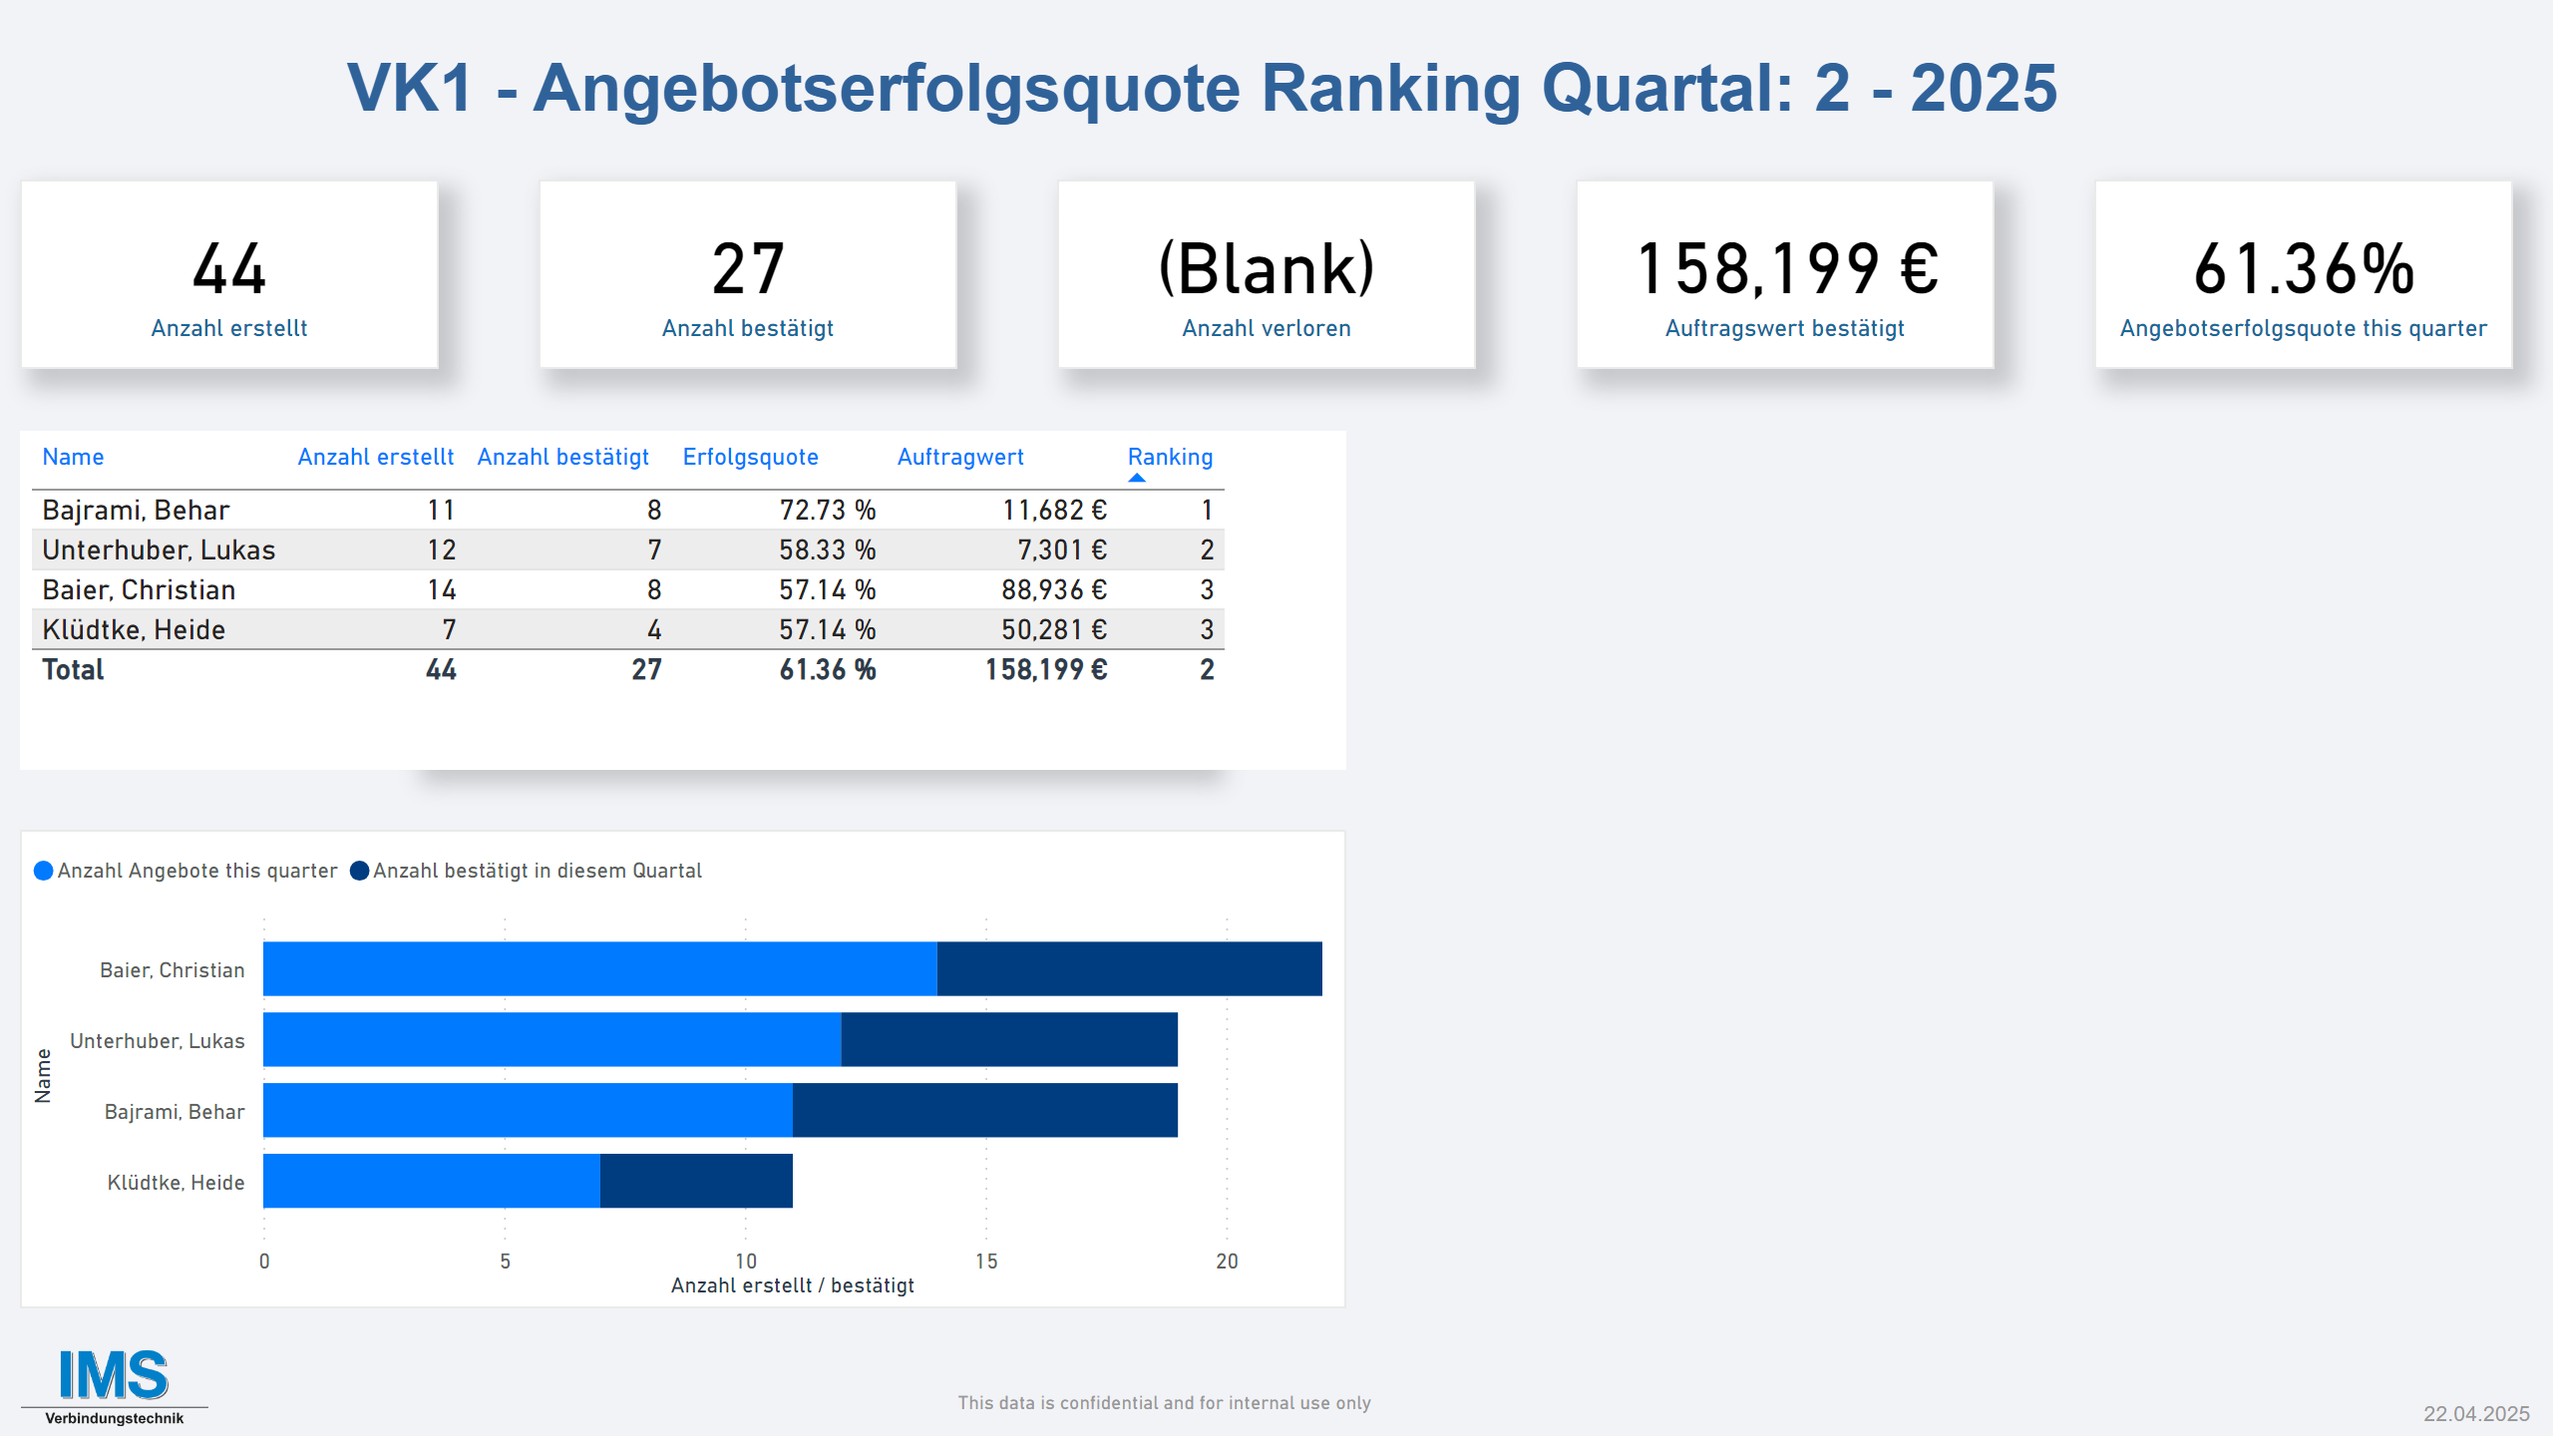 VK1 - Angebotserfolgsquote Ranking Quartal: 2 - 2025
44
Anzahl erstellt
27
Anzahl bestätigt
(Blank)
Anzahl verloren
158,199 €
Auftragswert bestätigt
61.36%
Angebotserfolgsquote this quarter
Name Anzahl erstellt Anzahl bestätigt Erfolgsquote Auftragwert Ranking
Bajrami, Behar 11 8 72.73 % 11,682 € 1
Unterhuber, Lukas 12 7 58.33 % 7,301 € 2
Baier, Christian 14 8 57.14 % 88,936 € 3
Klüdtke, Heide 7 4 57.14 % 50,281 € 3
Total 44 27 61.36 % 158,199 € 2
Anzahl Angebote this quarter Anzahl bestätigt in diesem Quartal
Name
Baier, Christian
Unterhuber, Lukas
Bajrami, Behar
Klüdtke, Heide
0 5 10 15 20
Anzahl erstellt / bestätigt
IMS
Verbindungstechnik
This data is confidential and for internal use only
22.04.2025